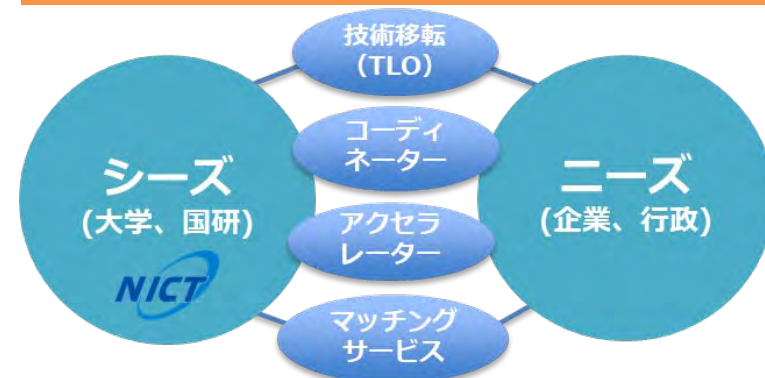 技術移転
(TLO)
コーディ
ネーター
シーズ
(大学、国研)
NICT
ニーズ
(企業、行政)
アクセラ
レーター
マッチング
サービス